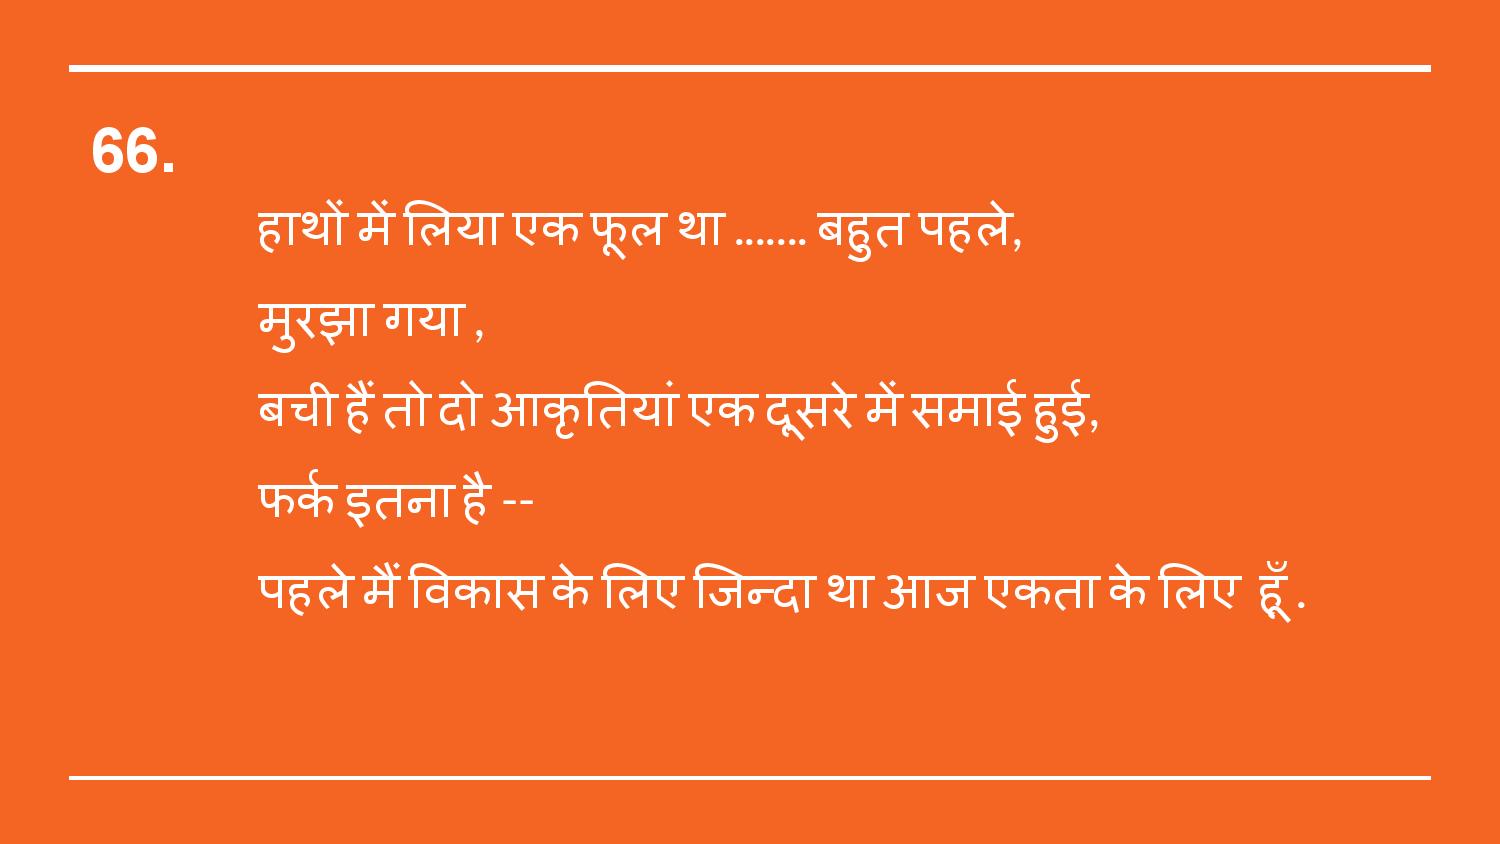 66.
हाथों में लिया एक फूल था ....... बहुत पहले,
मुरझा गया ,
बची हैं तो दो आकृतियां एक दूसरे में समाई हुई,
फर्क इतना है --
पहले मैं विकास के लिए जिन्दा था आज एकता के लिए हूँ .